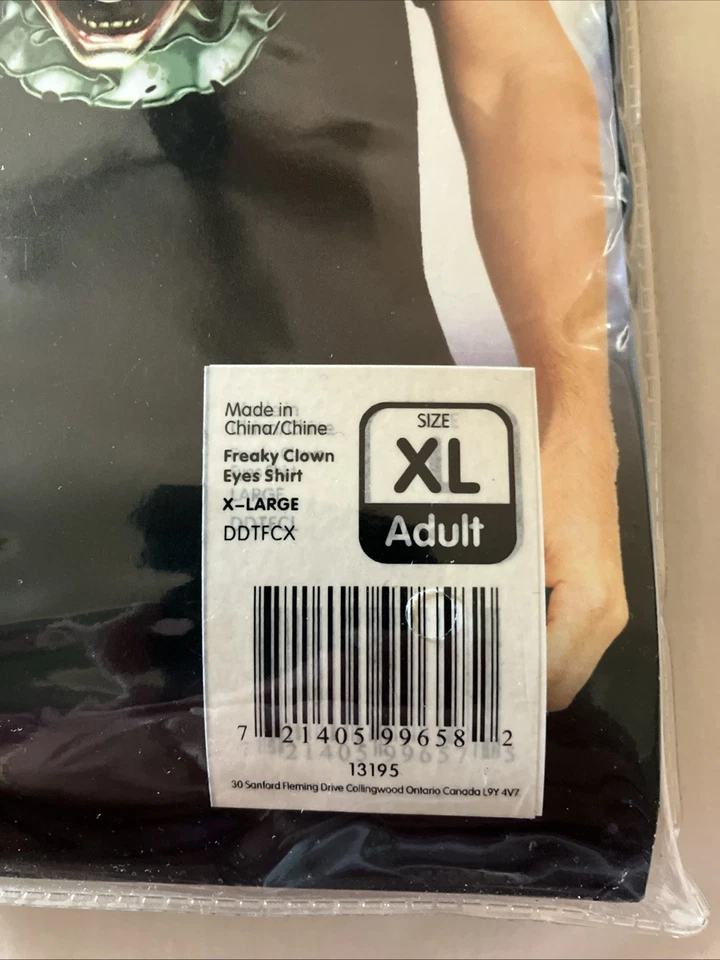 Made in
China/Chine
Freaky Clown
Eyes Shirt
X-LARGE
DDTFCX
SIZE
XL
Adult
7 21405 99658 2
13195
30 Sanford Fleming Drive Collingwood Ontario Canada L9Y 4V7